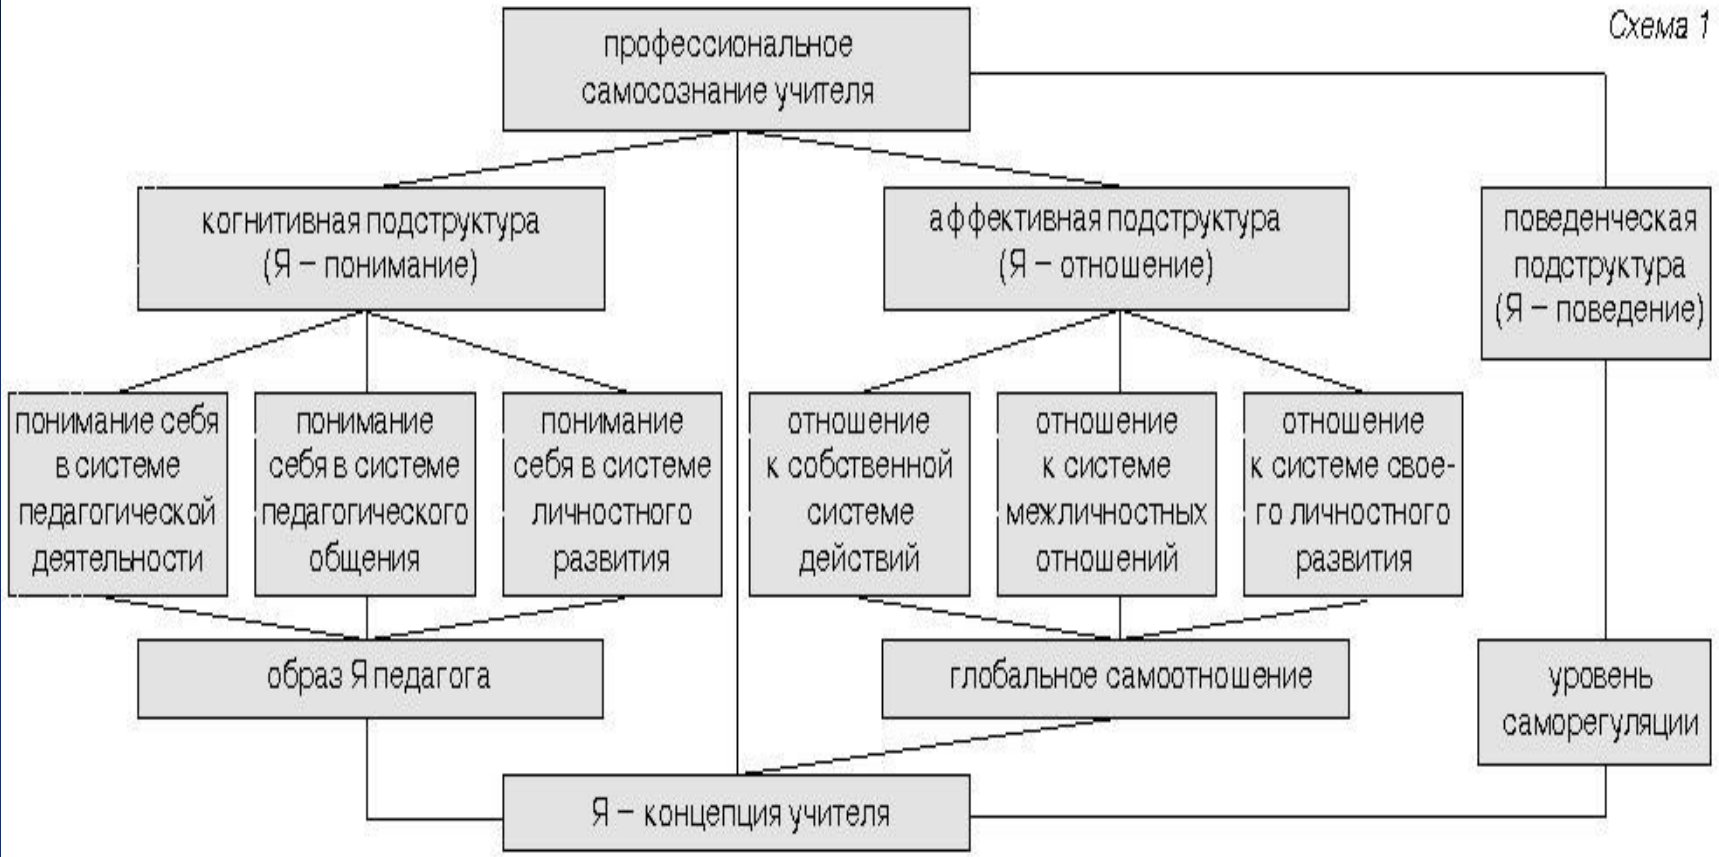 Схема 1
профессиональное
самосознание учителя
когнитивная подструктура
(Я – понимание)
аффективная подструктура
(Я – отношение)
поведенческая
подструктура
(Я – поведение)
понимание себя
в системе
педагогической
деятельности
понимание
себя в системе
педагогического
общения
понимание
себя в системе
личностного
развития
отношение
к собственной
системе
действий
отношение
к системе
межличностных
отношений
отношение
к системе свое-
го личностного
развития
образ Я педагога
глобальное самоотношение
уровень
саморегуляции
Я – концепция учителя